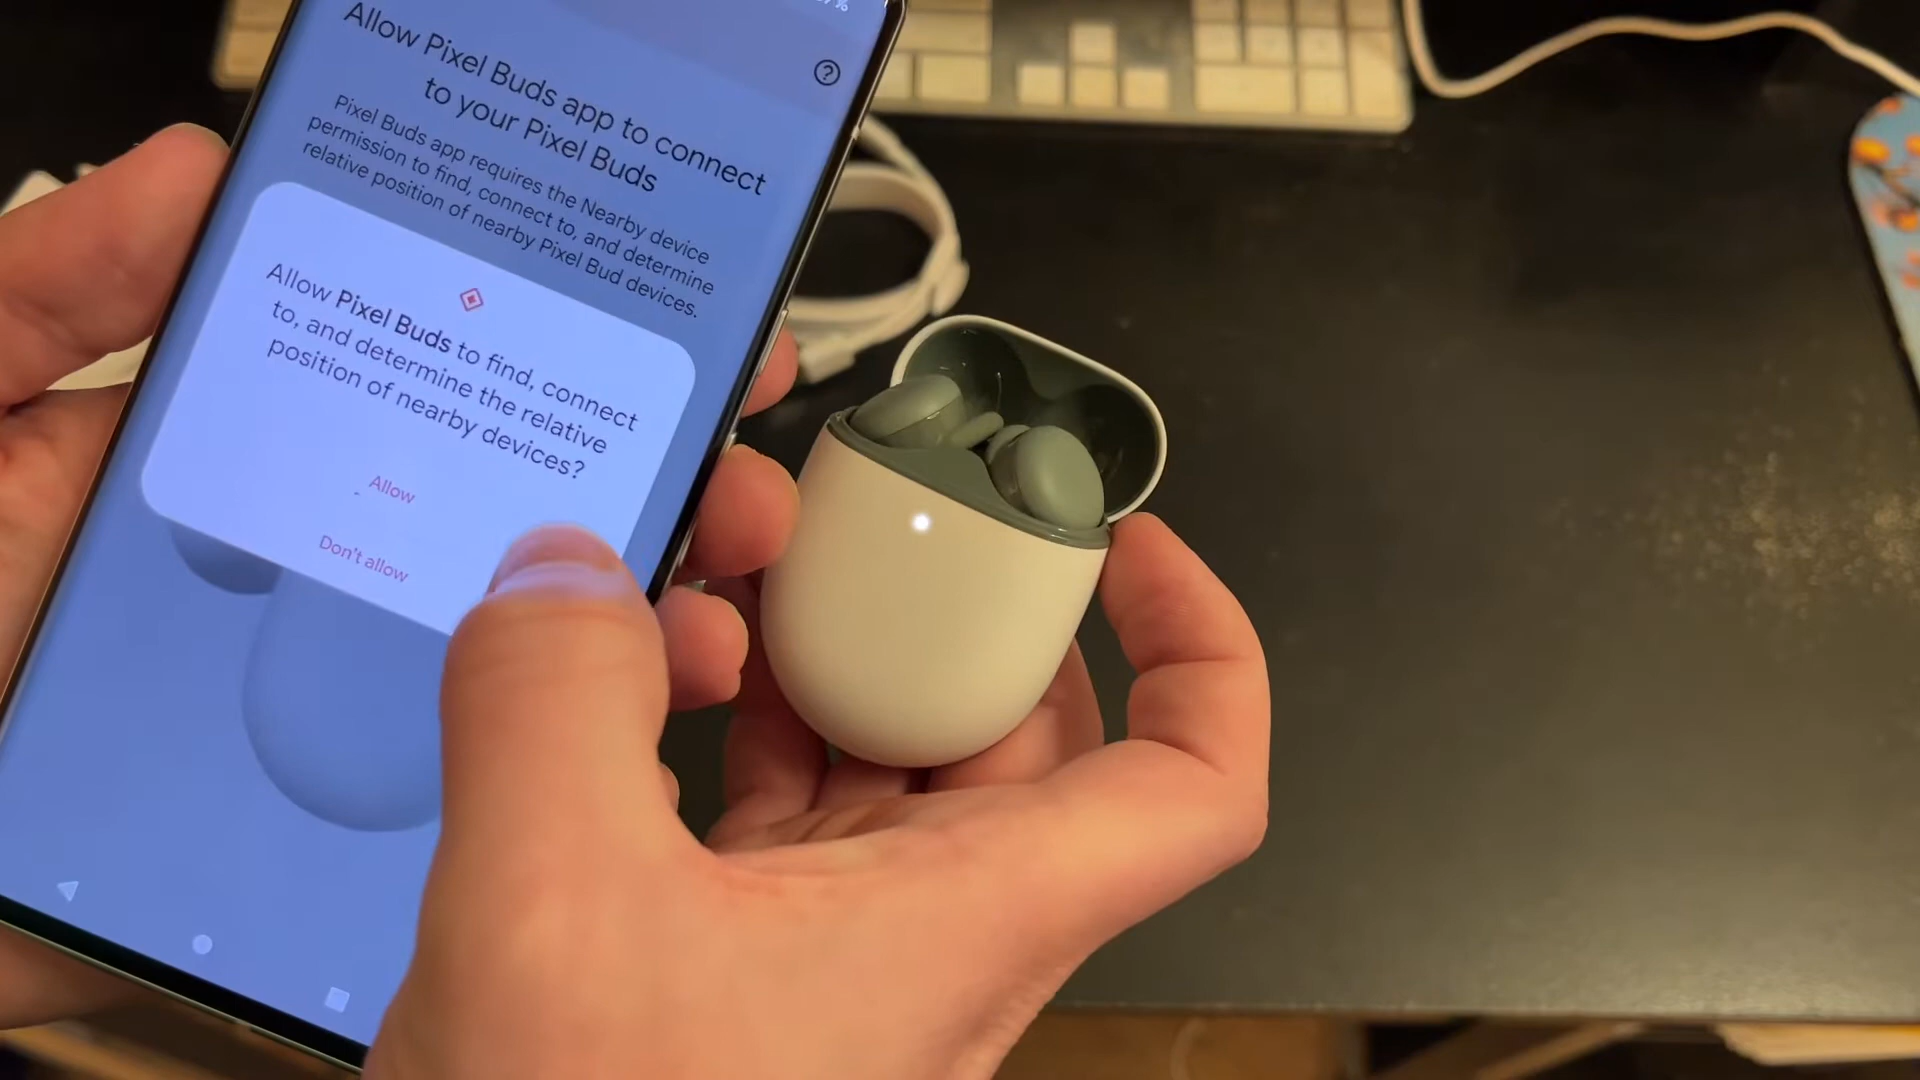 Allow Pixel Buds app to connect
to your Pixel Buds
Pixel Buds app requires the Nearby device
permission to find, connect to, and determine
relative position of nearby Pixel Bud devices.
Allow Pixel Buds to find, connect
to, and determine the relative
position of nearby devices?
Allow
Don't allow